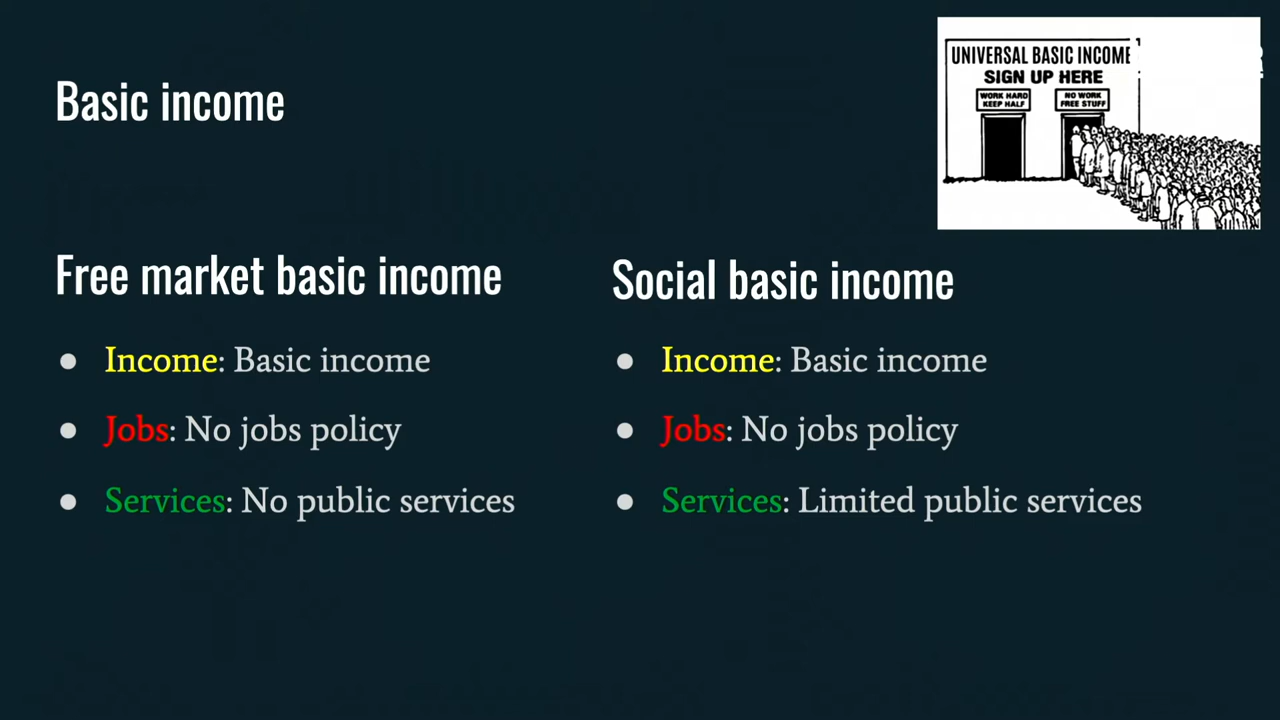 Basic income
UNIVERSAL BASIC INCOME
SIGN UP HERE
WORK HARD
KEEP HALF
NO WORK
FREE STUFF
Free market basic income
● Income: Basic income
● Jobs: No jobs policy
● Services: No public services
Social basic income
● Income: Basic income
● Jobs: No jobs policy
● Services: Limited public services